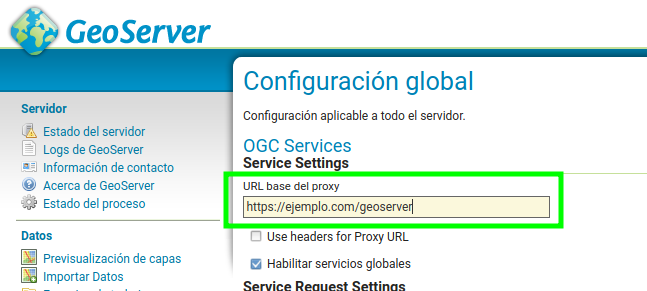 GeoServer
Servidor
Estado del servidor
Logs de GeoServer
Información de contacto
Acerca de GeoServer
Estado del proceso
Datos
Previsualización de capas
Importar Datos
Configuración global
Configuración aplicable a todo el servidor.
OGC Services
Service Settings
URL base del proxy
https://ejemplo.com/geoserver
Use headers for Proxy URL
Habilitar servicios globales
Service Request Settings